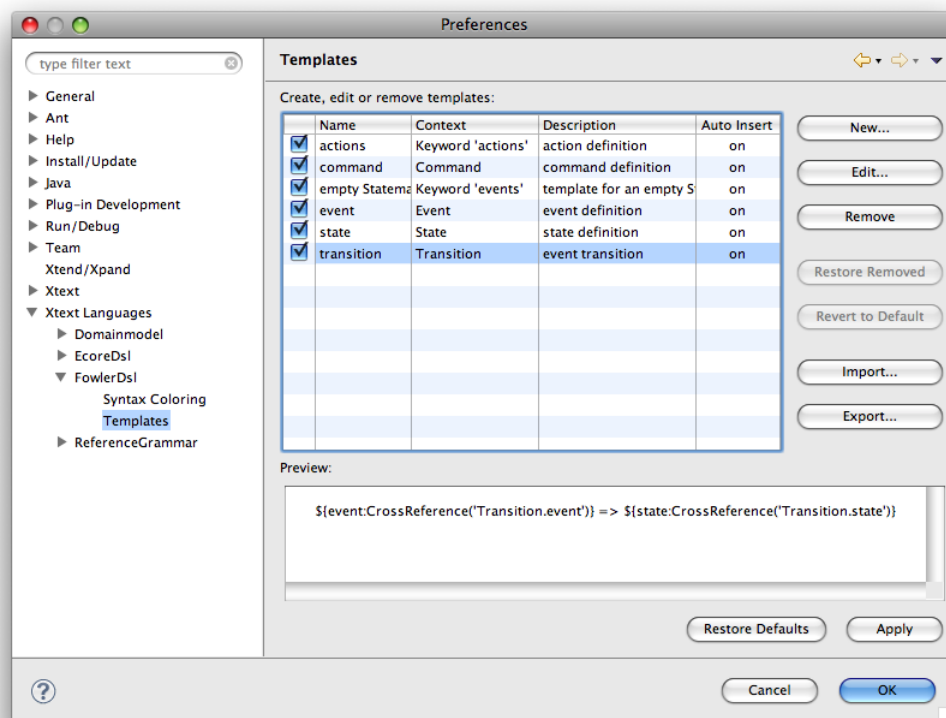 Preferences
type filter text
General
Ant
Help
Install/Update
Java
Plug-in Development
Run/Debug
Team
Xtend/Xpand
Xtext
Xtext Languages
Domainmodel
EcoreDsl
FowlerDsl
Syntax Coloring
Templates
ReferenceGrammar
Templates
Create, edit or remove templates:
Name Context Description Auto Insert
actions Keyword 'actions' action definition on
command Command command definition on
empty Statema Keyword 'events' template for an empty S on
event Event event definition on
state State state definition on
transition Transition event transition on
New...
Edit...
Remove
Restore Removed
Revert to Default
Import...
Export...
Preview:
${event:CrossReference('Transition.event')} => ${state:CrossReference('Transition.state')}
Restore Defaults Apply
? Cancel OK